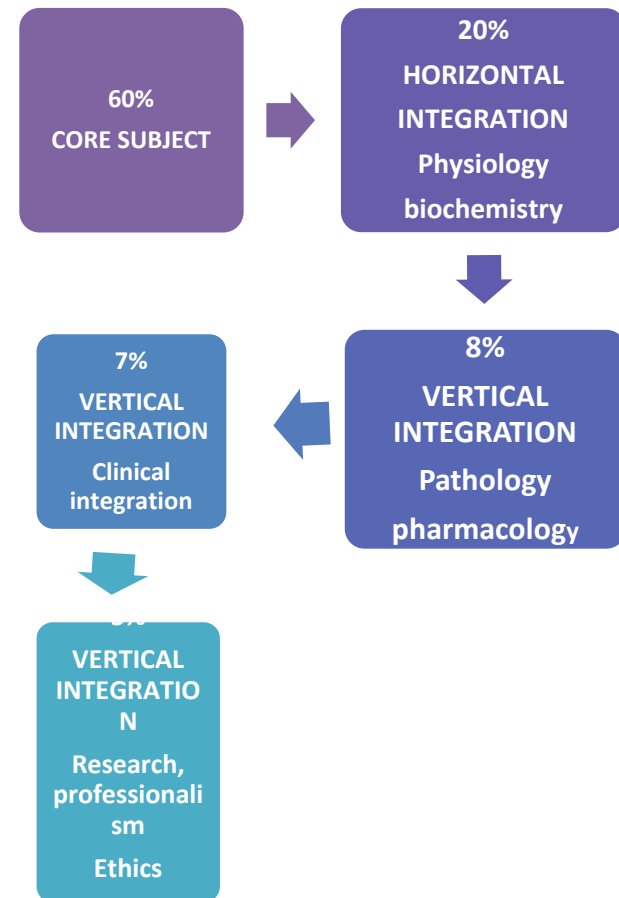 60%
CORE SUBJECT
20%
HORIZONTAL
INTEGRATION
Physiology
biochemistry
8%
VERTICAL
INTEGRATION
Pathology
pharmacology
7%
VERTICAL
INTEGRATION
Clinical
integration
VERTICAL
INTEGRATIO
N
Research,
professionali
sm
Ethics